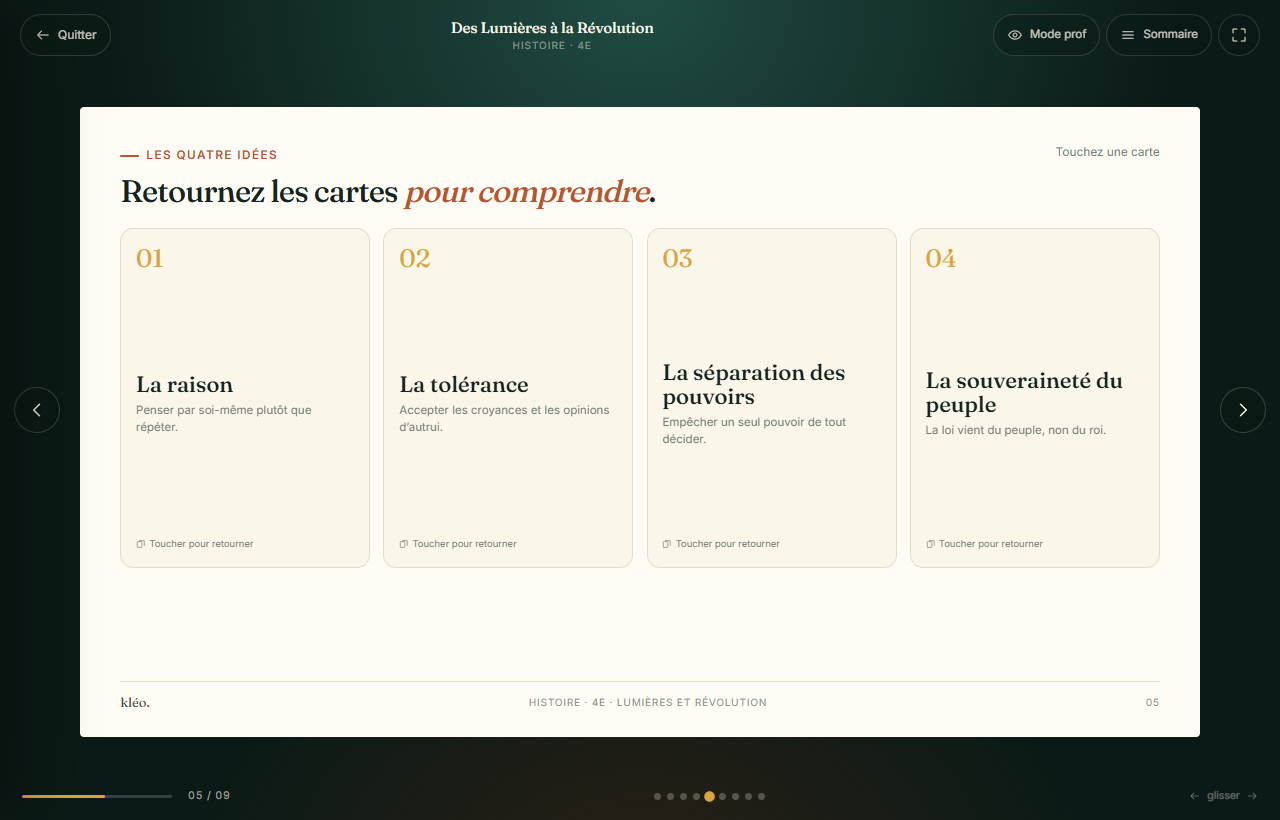 Quitter
Des Lumières à la Révolution
HISTOIRE · 4E
Mode prof
Sommaire
LES QUATRE IDÉES
Touchez une carte
Retournez les cartes pour comprendre.
01
La raison
Penser par soi-même plutôt que
répéter.
Toucher pour retourner
02
La tolérance
Accepter les croyances et les opinions
d'autrui.
Toucher pour retourner
03
La séparation des
pouvoirs
Empêcher un seul pouvoir de tout
décider.
Toucher pour retourner
04
La souveraineté du
peuple
La loi vient du peuple, non du roi.
Toucher pour retourner
kléo.
HISTOIRE · 4E · LUMIÈRES ET RÉVOLUTION
05
05 / 09
← glisser →